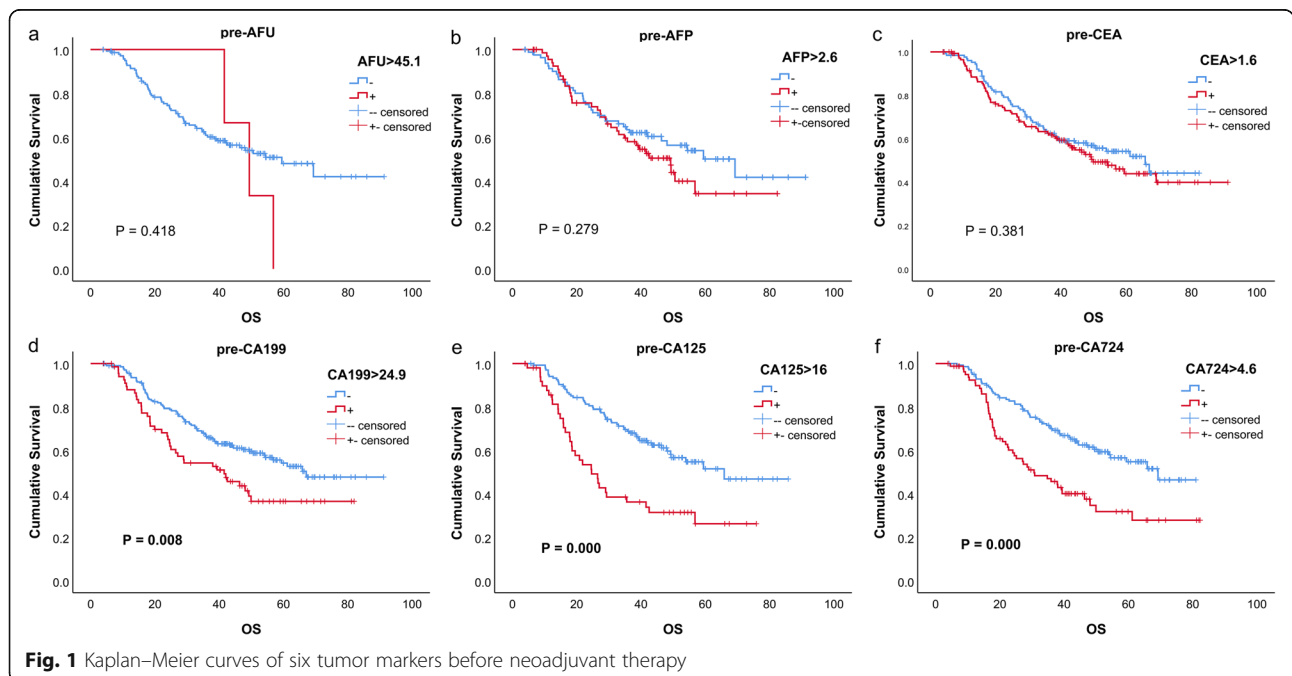 a
pre-AFU
AFU>45.1
-
+
-- censored
+- censored
Cumulative Survival
1.0
0.8
0.6
0.4
0.2
0.0
P = 0.418
0 20 40 60 80 100
OS
b
pre-AFP
AFP>2.6
-
+
-- censored
+-censored
Cumulative Survival
1.0
0.8
0.6
0.4
0.2
0.0
P = 0.279
0 20 40 60 80 100
OS
c
pre-CEA
CEA>1.6
-
+
-- censored
+- censored
Cumulative Survival
1.0
0.8
0.6
0.4
0.2
0.0
P = 0.381
0 20 40 60 80 100
OS
d
pre-CA199
CA199>24.9
-
+
-- censored
+- censored
Cumulative Survival
1.0
0.8
0.6
0.4
0.2
0.0
P = 0.008
0 20 40 60 80 100
OS
e
pre-CA125
CA125>16
-
+
-- censored
+- censored
Cumulative Survival
1.0
0.8
0.6
0.4
0.2
0.0
P = 0.000
0 20 40 60 80 100
OS
f
pre-CA724
CA724>4.6
-
+
-- censored
+- censored
Cumulative Survival
1.0
0.8
0.6
0.4
0.2
0.0
P = 0.000
0 20 40 60 80 100
OS
Fig. 1 Kaplan–Meier curves of six tumor markers before neoadjuvant therapy